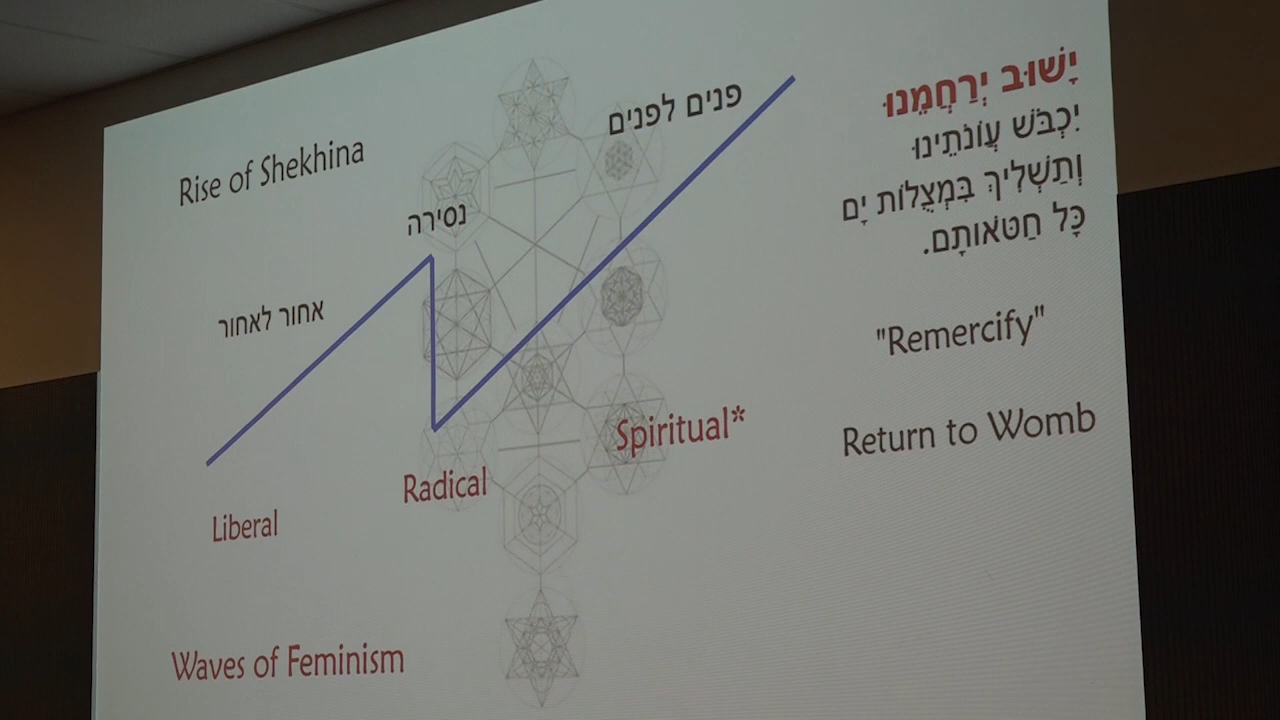 Rise of Shekhina
פנים לפנים
נסירה
אחור לאחור
Liberal
Radical
Spiritual*
Waves of Feminism
יָשׁוּב יְרַחֲמֵנוּ
יִכְבֹּשׁ עֲוֺנֹתֵינוּ
וְתַשְׁלִיךְ בִּמְצֻלוֹת יָם
כָּל חַטֹּאותָם.
"Remercify"
Return to Womb